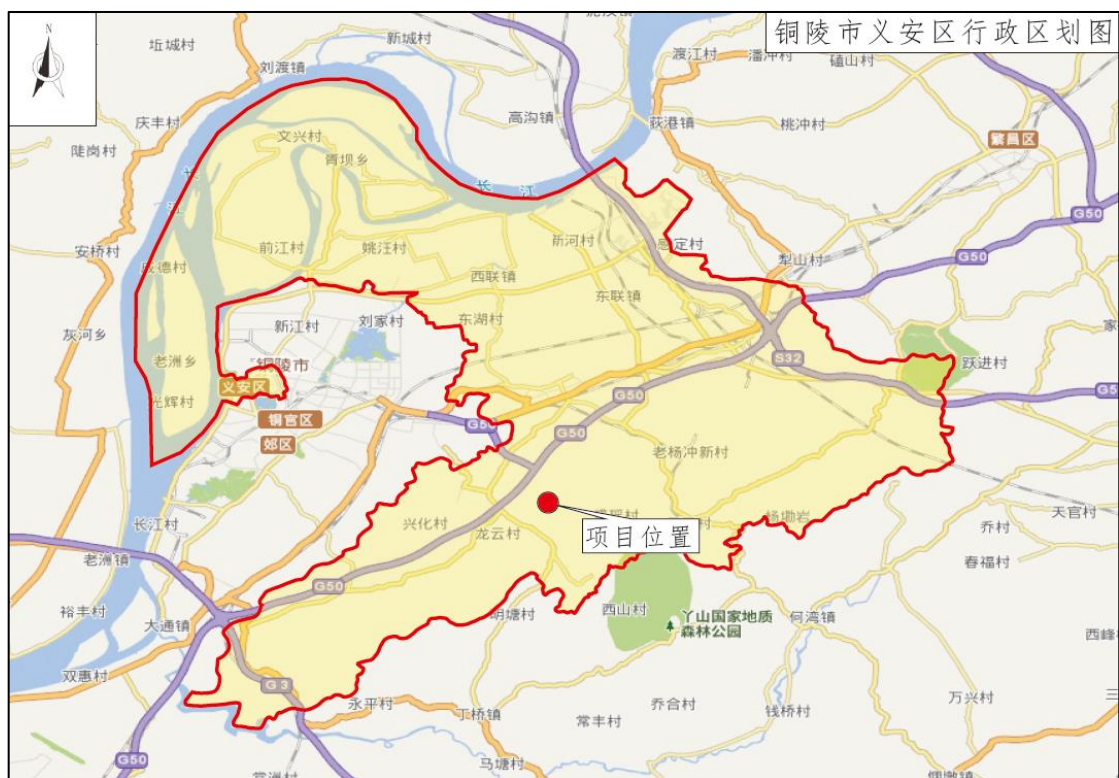 铜陵市义安区行政区划图
N
坵城村
新城村
渡江村
潘冲村
磕山村
刘渡镇
庆丰村
高沟镇
荻港镇
桃冲村
繁昌区
陡岗村
文兴村
胥坝乡
长江
长江
G50
安桥村
前江村
姚汪村
新河村
犁山村
G50
成德村
西联镇
东联镇
灰河乡
新江村
刘家村
东湖村
老洲乡
铜陵市
S32
跃进村
义安区
G50
光辉村
铜官区
G50
G50
郊区
老杨冲新村
长江村
兴化村
龙云村
项目位置
杨墈岩
天官村
乔村
老洲镇
春福村
G50
裕丰村
明塘村
西山村
丫山国家地质
森林公园
何湾镇
大通镇
西峰
双惠村
G3
永平村
丁桥镇
常丰村
乔合村
钱桥村
万兴村
三
G50
马塘村